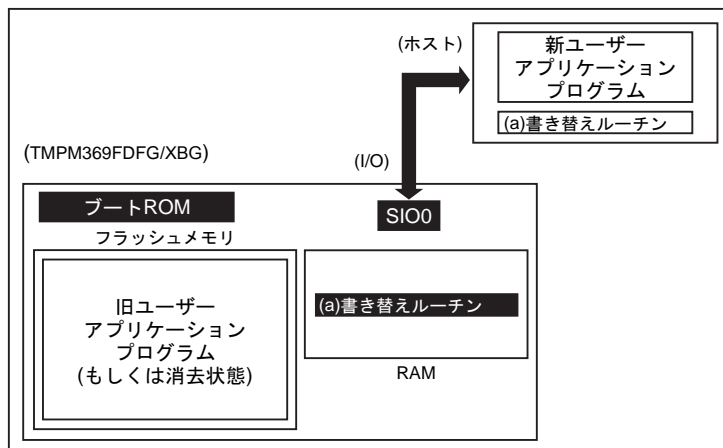 (ホスト)
新ユーザー
アプリケーション
プログラム
(a)書き替えルーチン
(TMPM369FDFG/XBG)
(I/O)
ブートROM
SIO0
フラッシュメモリ
旧ユーザー
アプリケーション
プログラム
(もしくは消去状態)
(a)書き替えルーチン
RAM